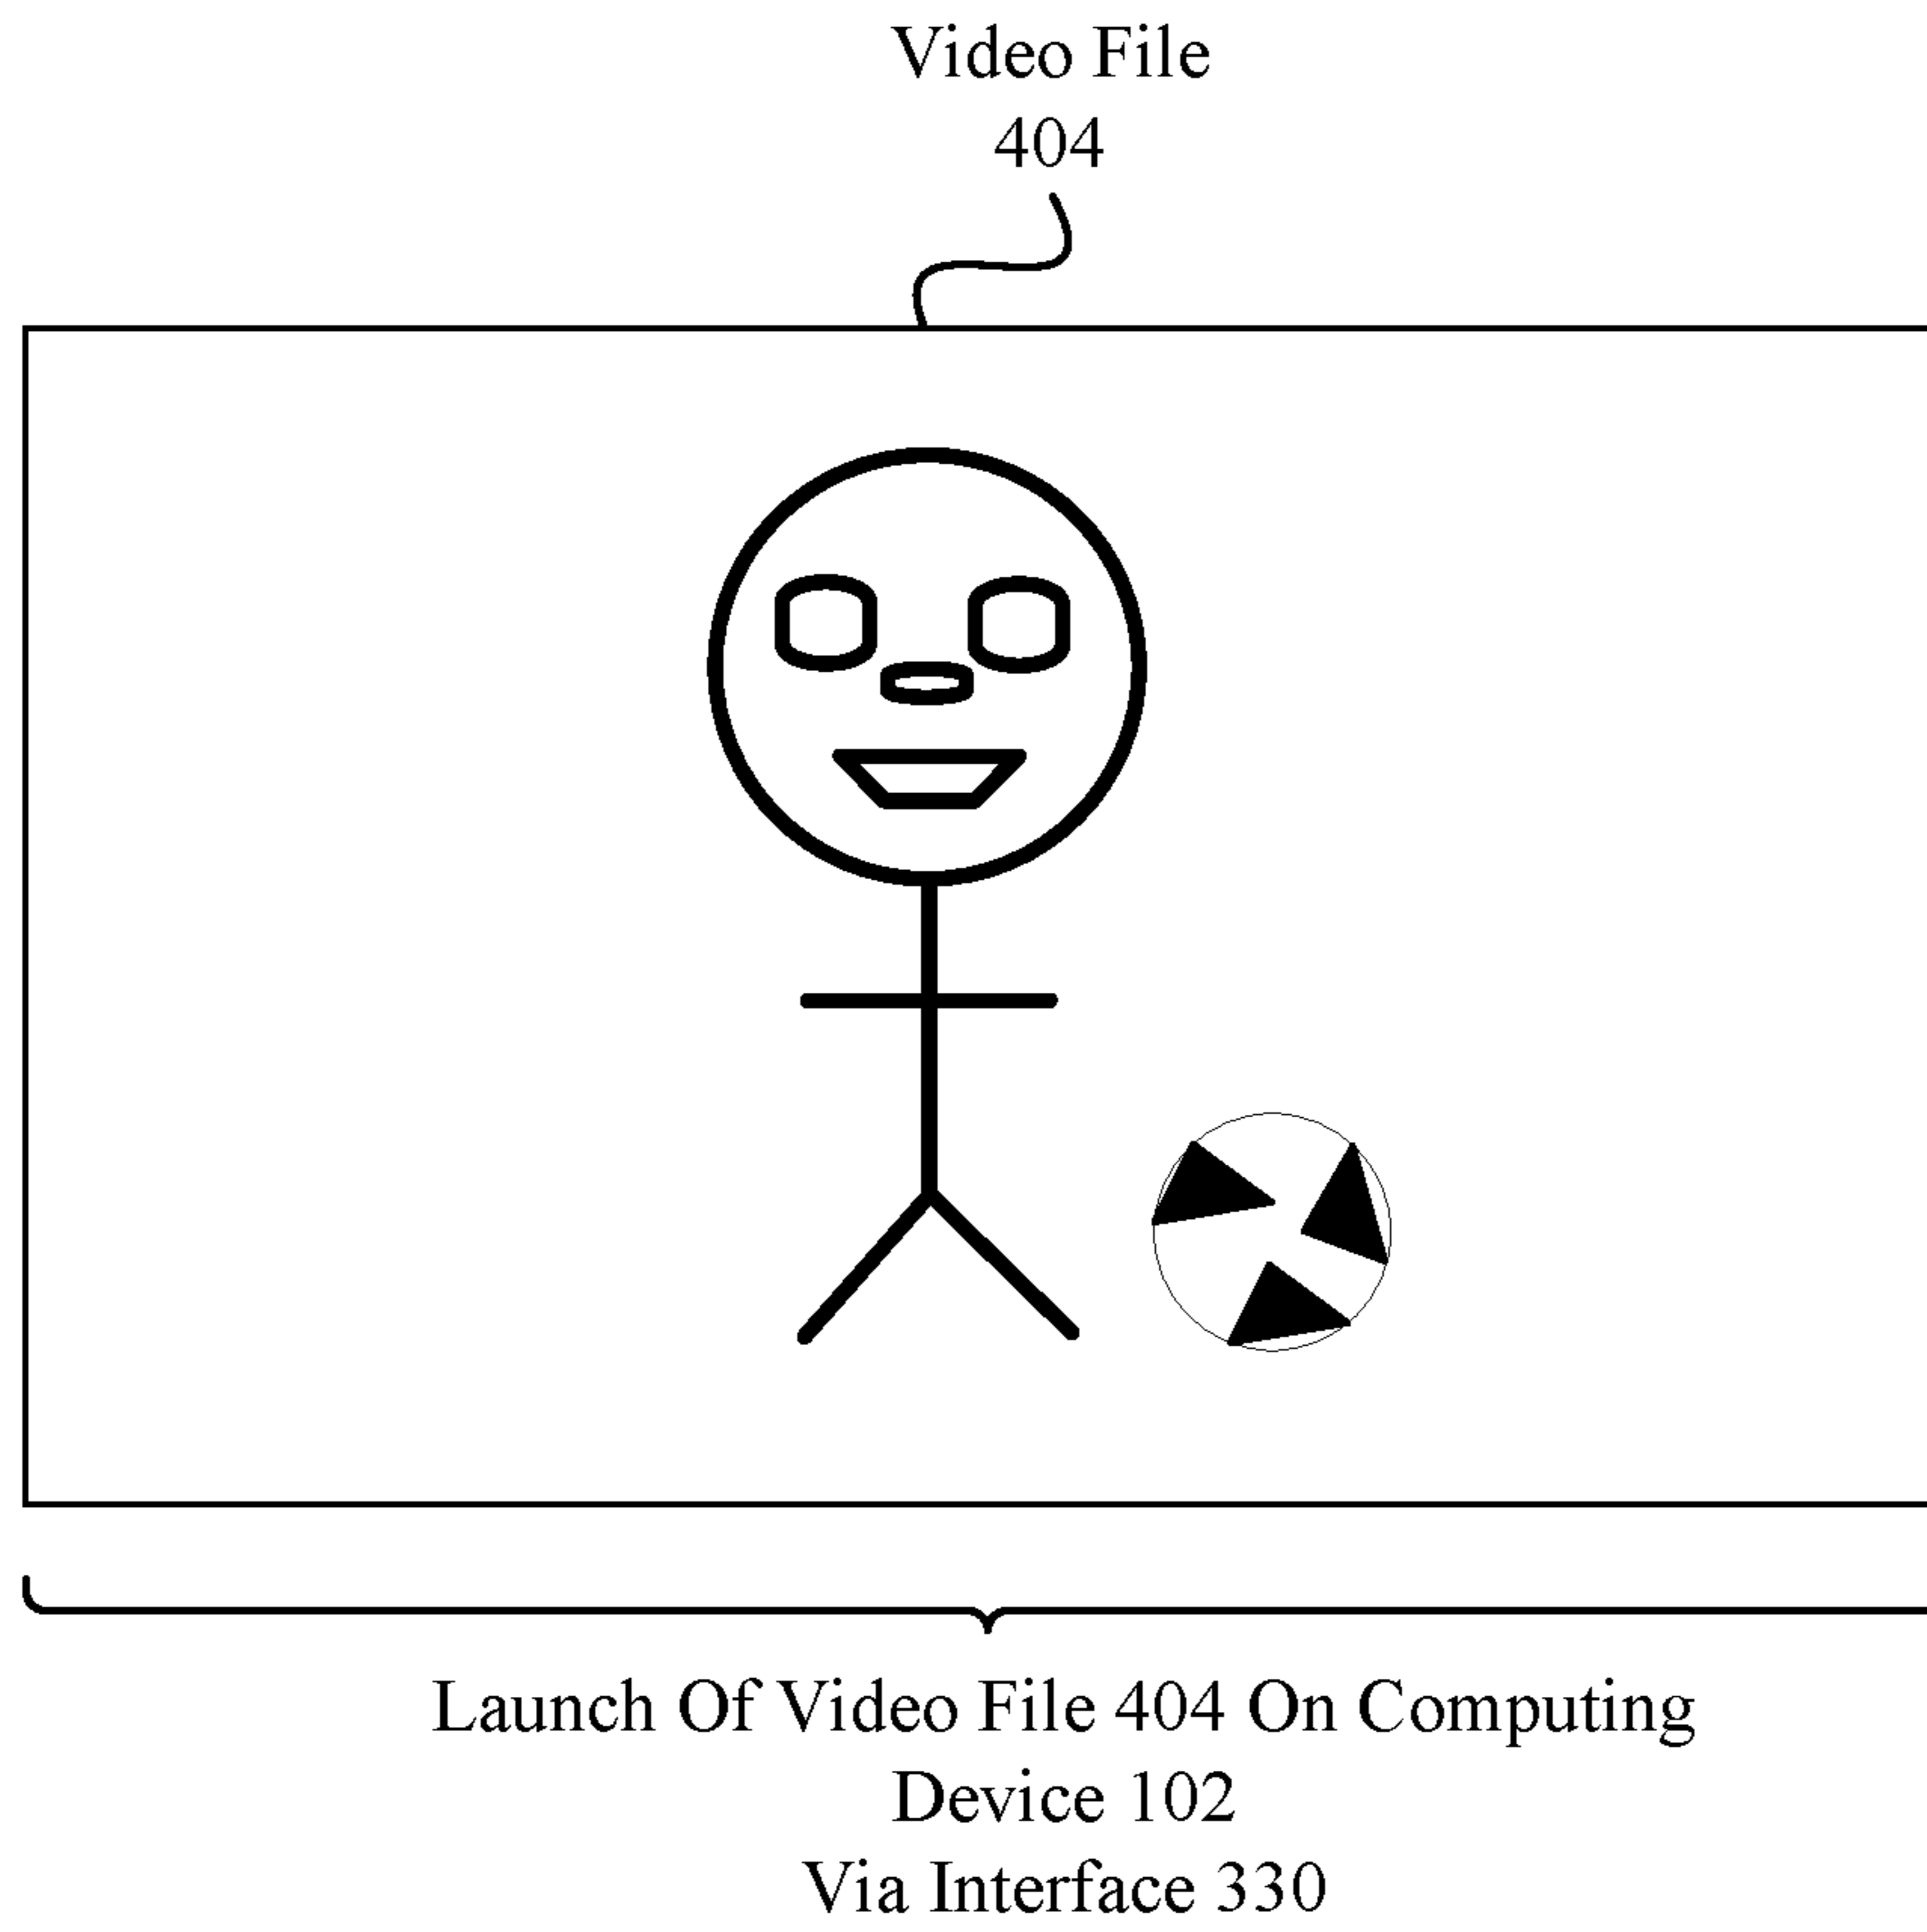 Video File
404
Launch Of Video File 404 On Computing
Device 102
Via Interface 330